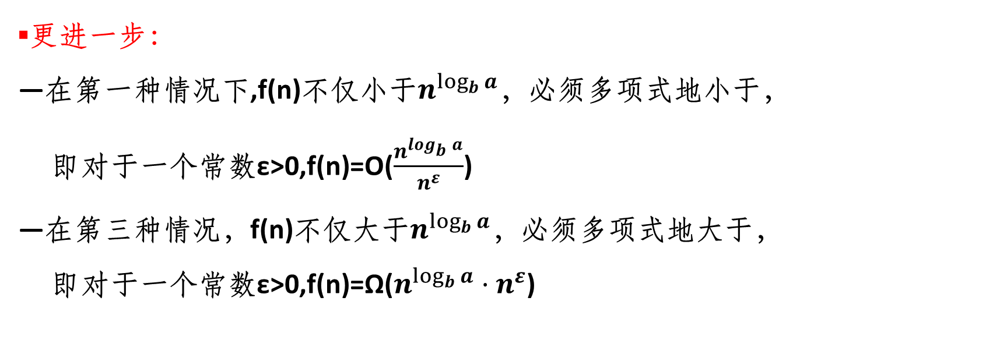 ▪更进一步：
—在第一种情况下,f(n)不仅小于$n^{\log_b a}$，必须多项式地小于，
即对于一个常数ε>0,f(n)=O($\frac{n^{log_b a}}{n^ε}$)
—在第三种情况，f(n)不仅大于$n^{\log_b a}$，必须多项式地大于，
即对于一个常数ε>0,f(n)=Ω($n^{\log_b a} \cdot n^ε$)